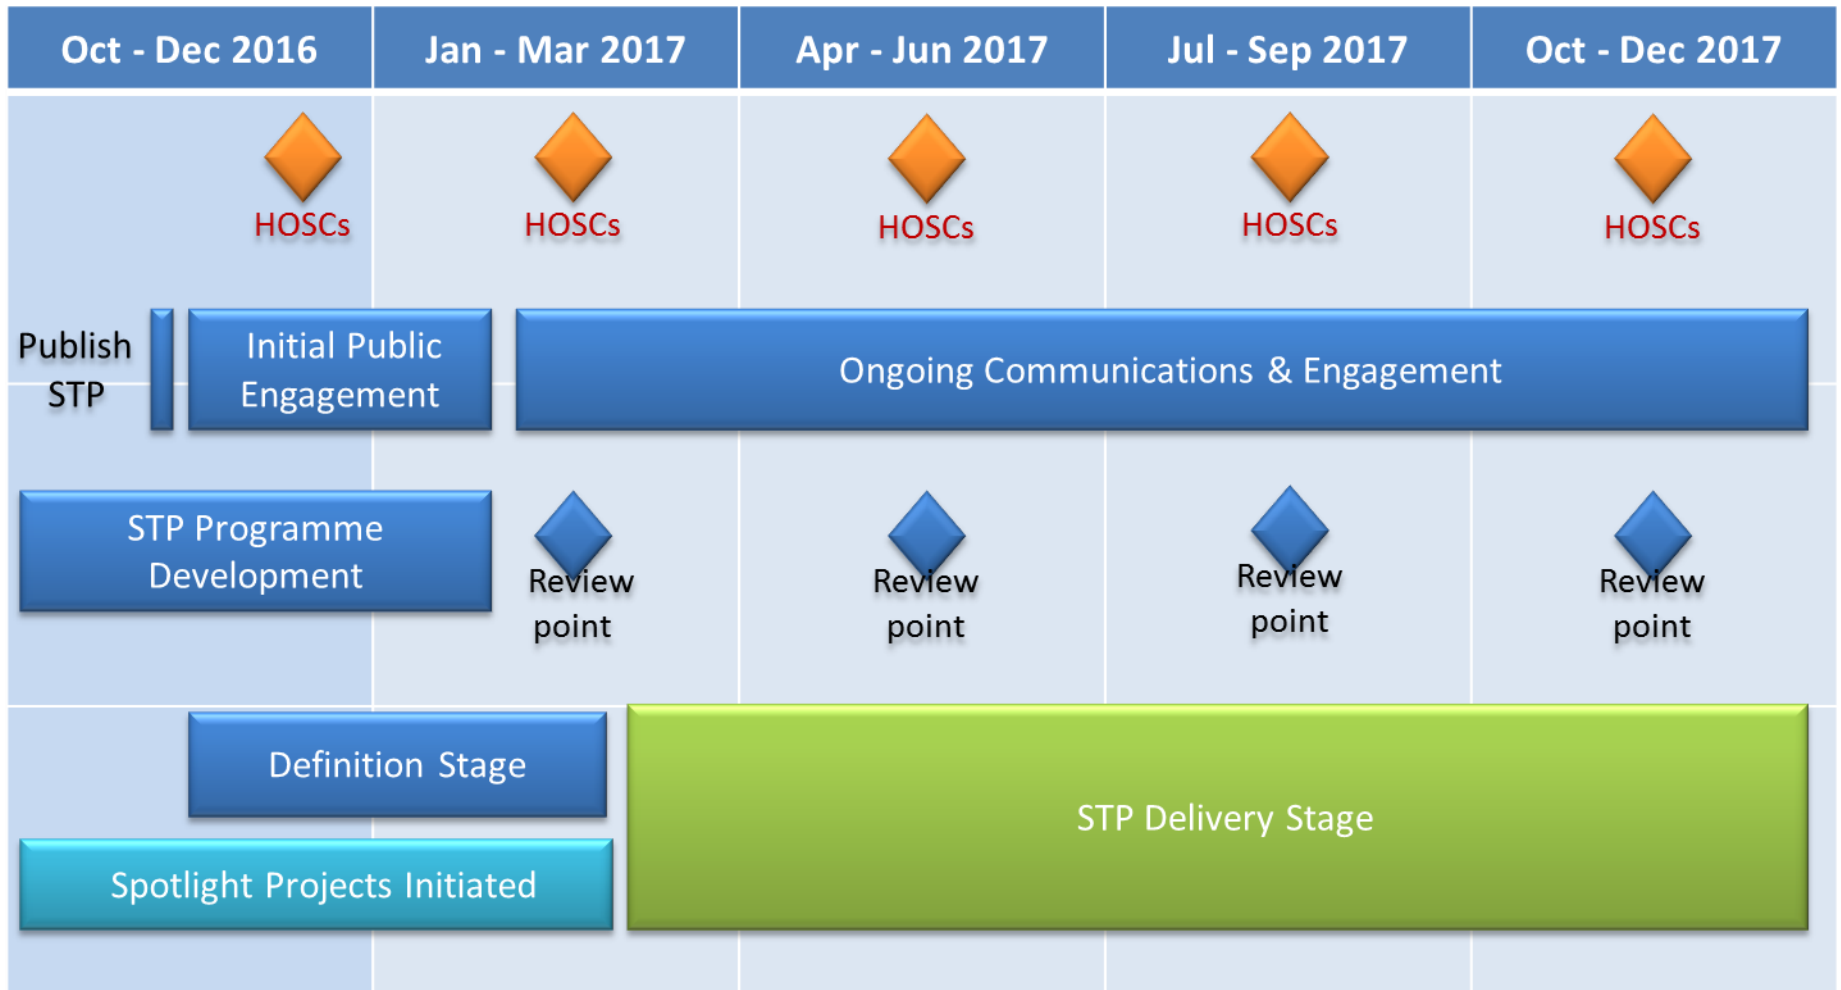 Oct - Dec 2016
Jan - Mar 2017
Apr - Jun 2017
Jul - Sep 2017
Oct - Dec 2017
HOSCs
HOSCs
HOSCs
HOSCs
HOSCs
Publish
STP
Initial Public
Engagement
Ongoing Communications & Engagement
STP Programme
Development
Review
point
Review
point
Review
point
Review
point
Definition Stage
STP Delivery Stage
Spotlight Projects Initiated